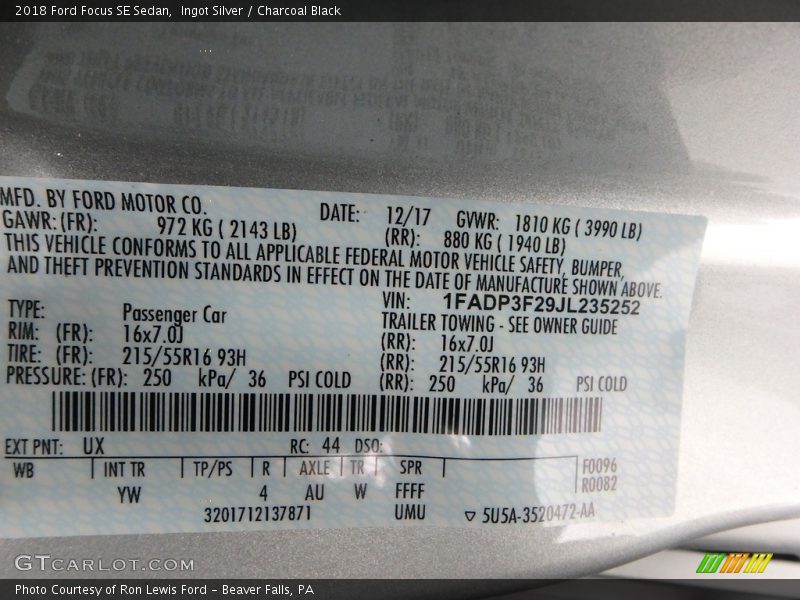 2018 Ford Focus SE Sedan,  Ingot Silver / Charcoal Black
MFD. BY FORD MOTOR CO. DATE: 12/17 GVWR: 1810 KG ( 3990 LB)
GAWR:(FR): 972 KG ( 2143 LB) (RR): 880 KG ( 1940 LB)
THIS VEHICLE CONFORMS TO ALL APPLICABLE FEDERAL MOTOR VEHICLE SAFETY, BUMPER,
AND THEFT PREVENTION STANDARDS IN EFFECT ON THE DATE OF MANUFACTURE SHOWN ABOVE.
VIN: 1FADP3F29JL235252
TYPE: Passenger Car TRAILER TOWING - SEE OWNER GUIDE
RIM: (FR): 16x7.0J (RR): 16x7.0J
TIRE: (FR): 215/55R16 93H (RR): 215/55R16 93H
PRESSURE:(FR): 250 kPa/ 36 PSI COLD (RR): 250 kPa/ 36 PSI COLD
EXT PNT: UX RC: 44 DSO:
WB INT TR TP/PS R AXLE TR SPR F0096
R0082
YW 4 AU W FFFF
3201712137871 UMU ▽ 5U5A-3520472-AA
GTCARLOT.COM
Photo Courtesy of Ron Lewis Ford – Beaver Falls, PA